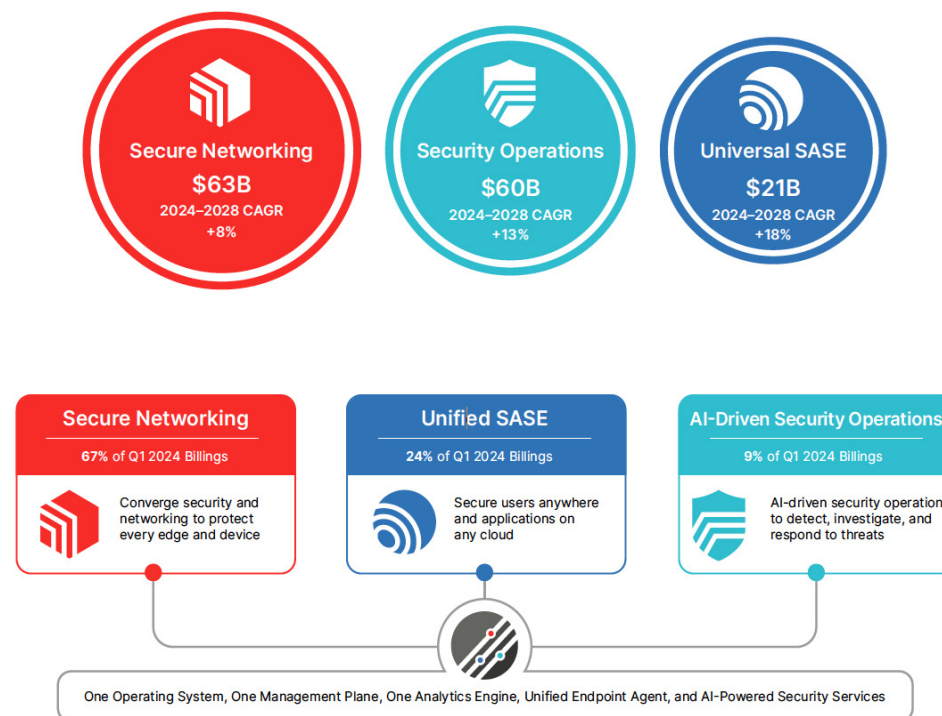 Secure Networking
$63B
2024–2028 CAGR
+8%
Security Operations
$60B
2024–2028 CAGR
+13%
Universal SASE
$21B
2024–2028 CAGR
+18%
Secure Networking
67% of Q1 2024 Billings
Converge security and
networking to protect
every edge and device
Unified SASE
24% of Q1 2024 Billings
Secure users anywhere
and applications on
any cloud
AI-Driven Security Operations
9% of Q1 2024 Billings
AI-driven security operation
to detect, investigate, and
respond to threats
One Operating System, One Management Plane, One Analytics Engine, Unified Endpoint Agent, and AI-Powered Security Services